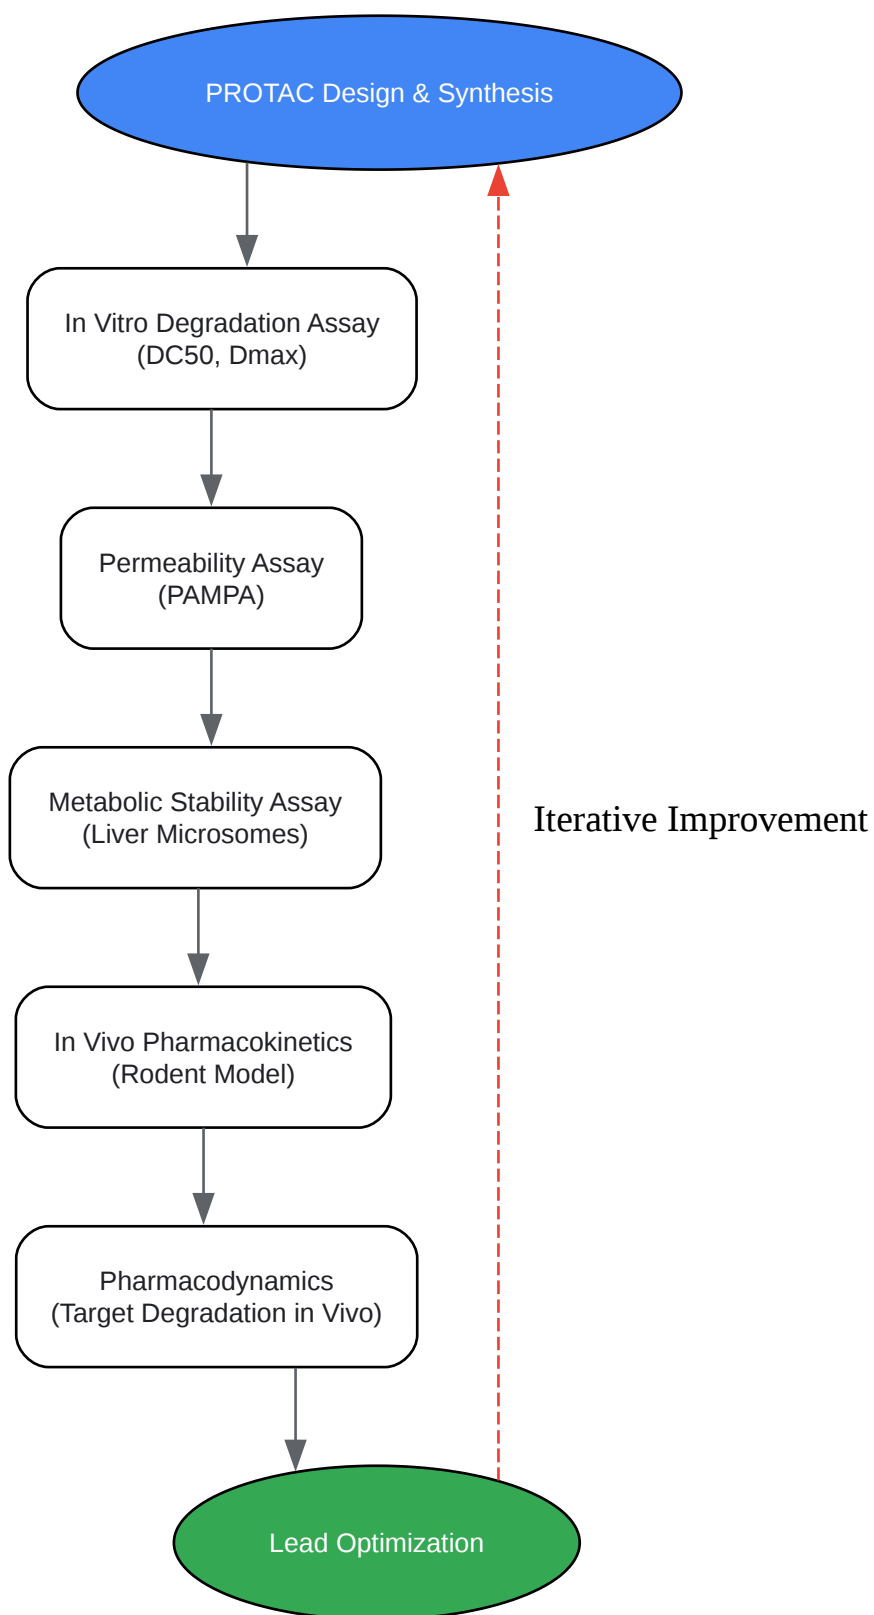 PROTAC Design & Synthesis
In Vitro Degradation Assay
(DC50, Dmax)
Permeability Assay
(PAMPA)
Metabolic Stability Assay
(Liver Microsomes)
Iterative Improvement
In Vivo Pharmacokinetics
(Rodent Model)
Pharmacodynamics
(Target Degradation in Vivo)
Lead Optimization